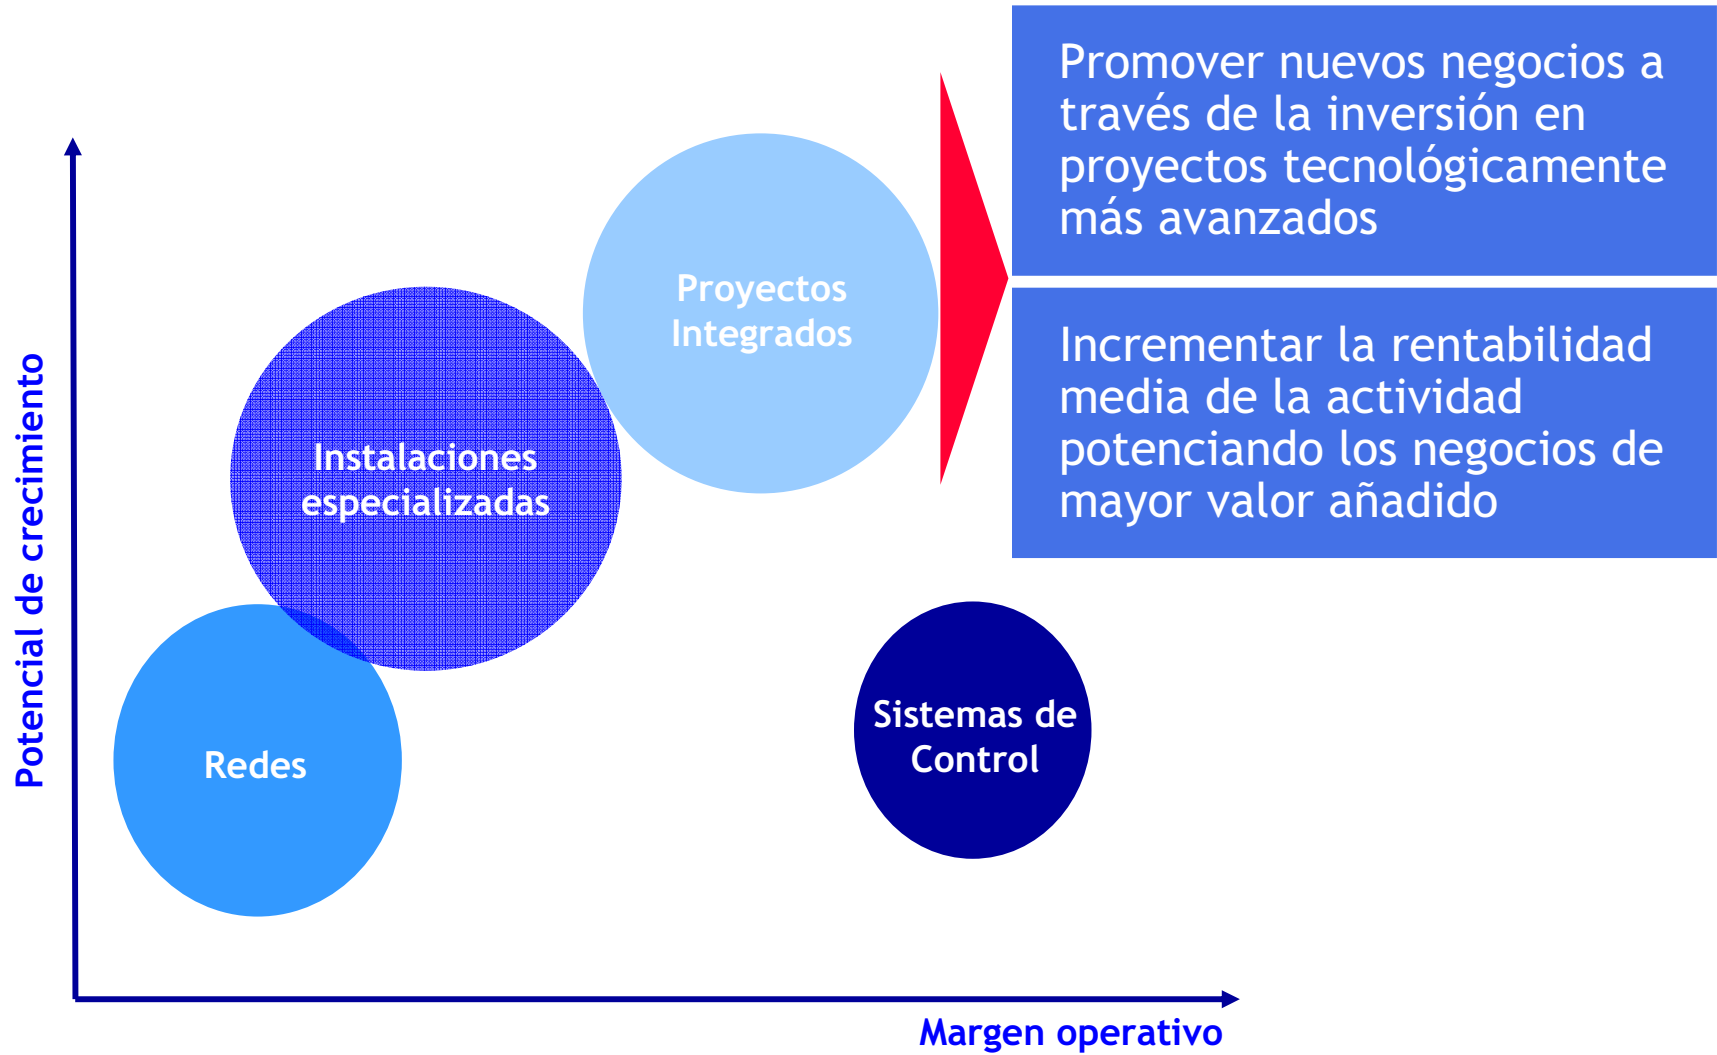 Promover nuevos negocios a
través de la inversión en
proyectos tecnológicamente
más avanzados
Incrementar la rentabilidad
media de la actividad
potenciando los negocios de
mayor valor añadido
Proyectos
Integrados
Instalaciones
especializadas
Redes
Sistemas de
Control
Potencial de crecimiento
Margen operativo